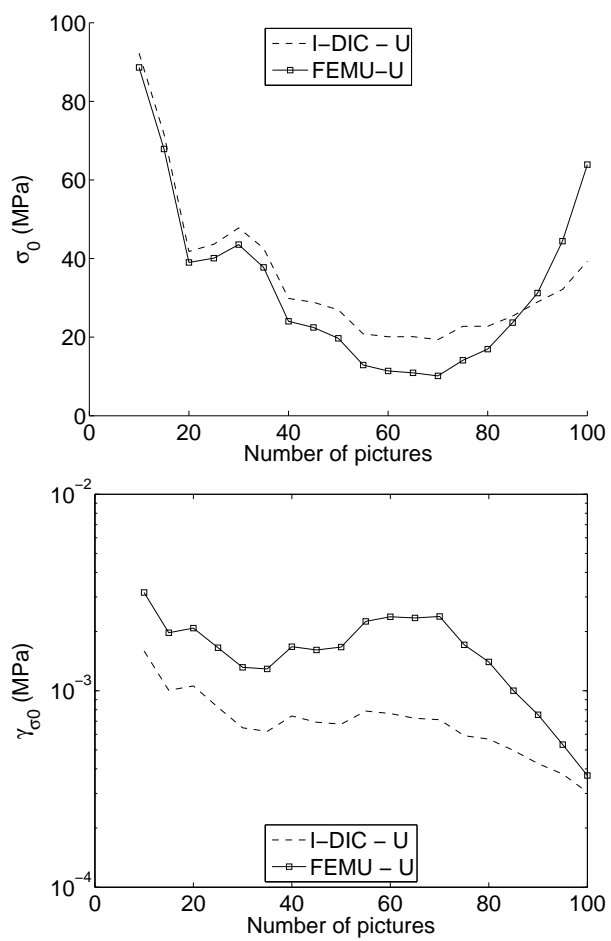 100
80
60
40
20
0
σ0 (MPa)
I−DIC − U
FEMU−U
0 20 40 60 80 100
Number of pictures
10−2
10−3
10−4
γσ0 (MPa)
I−DIC − U
FEMU − U
0 20 40 60 80 100
Number of pictures